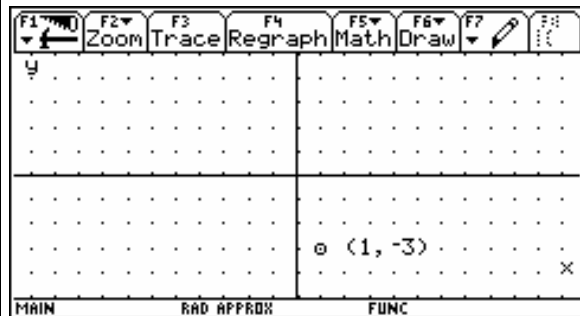 F1 F2 F3 F4 F5 F6 F7
Zoom Trace Regraph Math Draw
y
(1, -3)
x
MAIN RAD APPROX FUNC